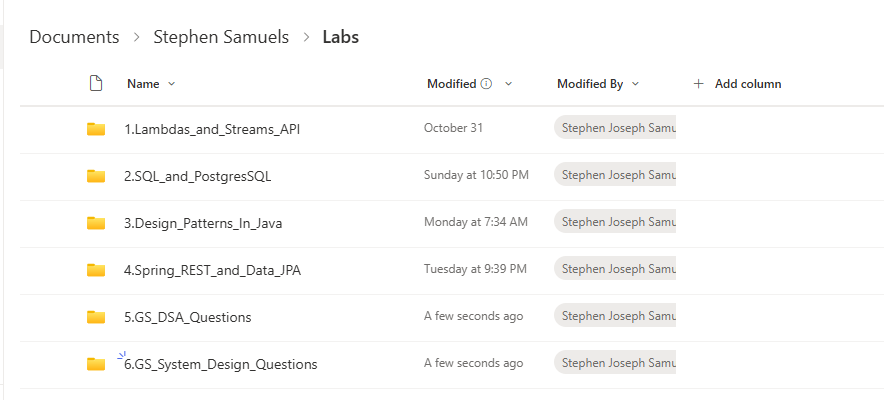 Documents > Stephen Samuels > Labs
Name Modified Modified By + Add column
1.Lambdas_and_Streams_API October 31 Stephen Joseph Samu
2.SQL_and_PostgresSQL Sunday at 10:50 PM Stephen Joseph Samu
3.Design_Patterns_In_Java Monday at 7:34 AM Stephen Joseph Samu
4.Spring_REST_and_Data_JPA Tuesday at 9:39 PM Stephen Joseph Samu
5.GS_DSA_Questions A few seconds ago Stephen Joseph Samu
6.GS_System_Design_Questions A few seconds ago Stephen Joseph Samu